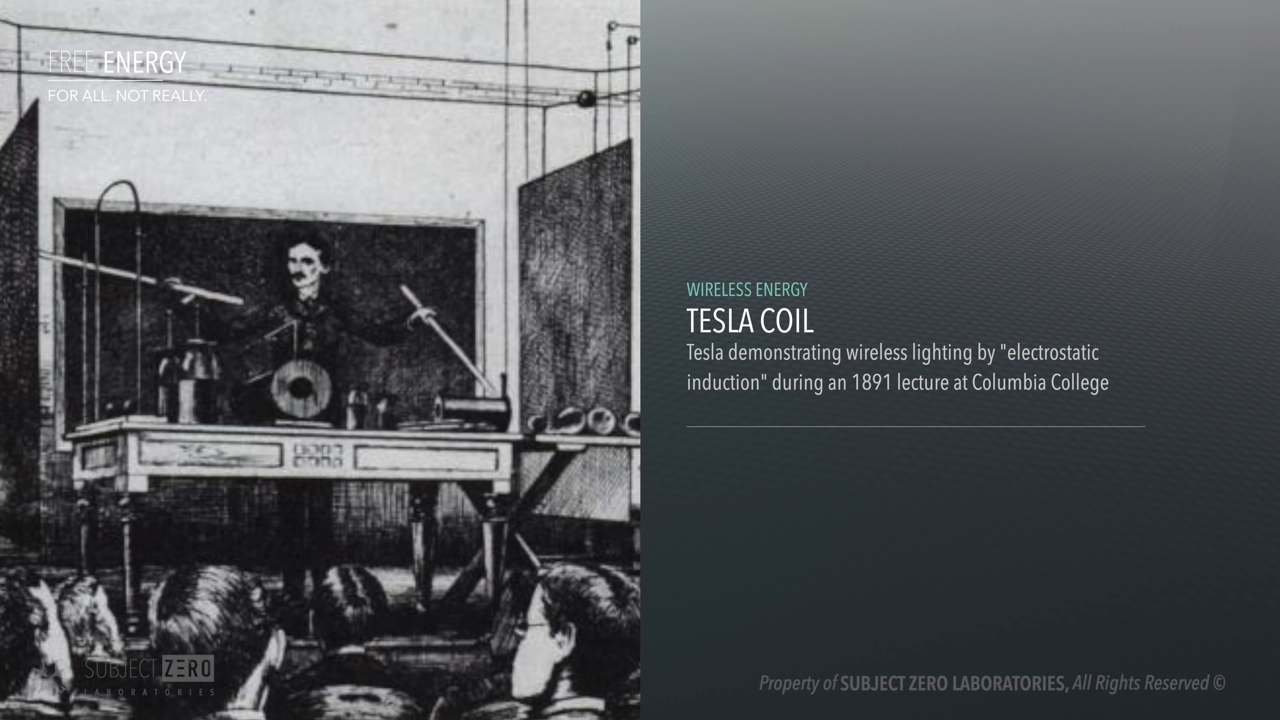 FREE ENERGY
FOR ALL. NOT REALLY.
WIRELESS ENERGY
TESLA COIL
Tesla demonstrating wireless lighting by "electrostatic
induction" during an 1891 lecture at Columbia College
SUBJECT ZERO
LABORATORIES
Property of SUBJECT ZERO LABORATORIES, All Rights Reserved ©